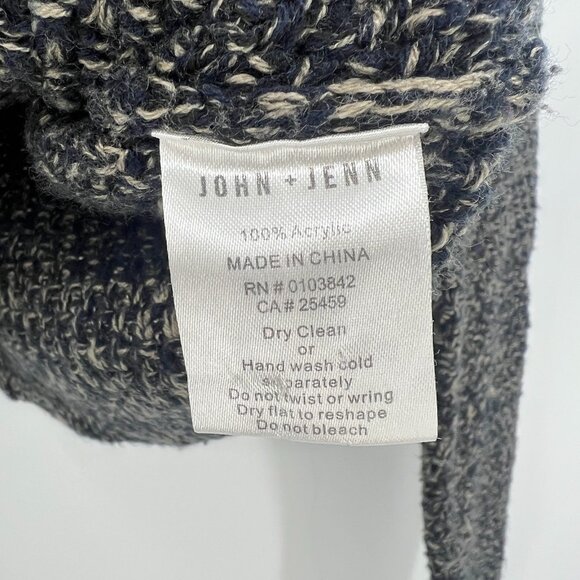 JOHN + JENN
100% Acrylic
MADE IN CHINA
RN # 0103842
CA # 25459
Dry Clean
or
Hand wash cold
separately
Do not twist or wring
Dry flat to reshape
Do not bleach